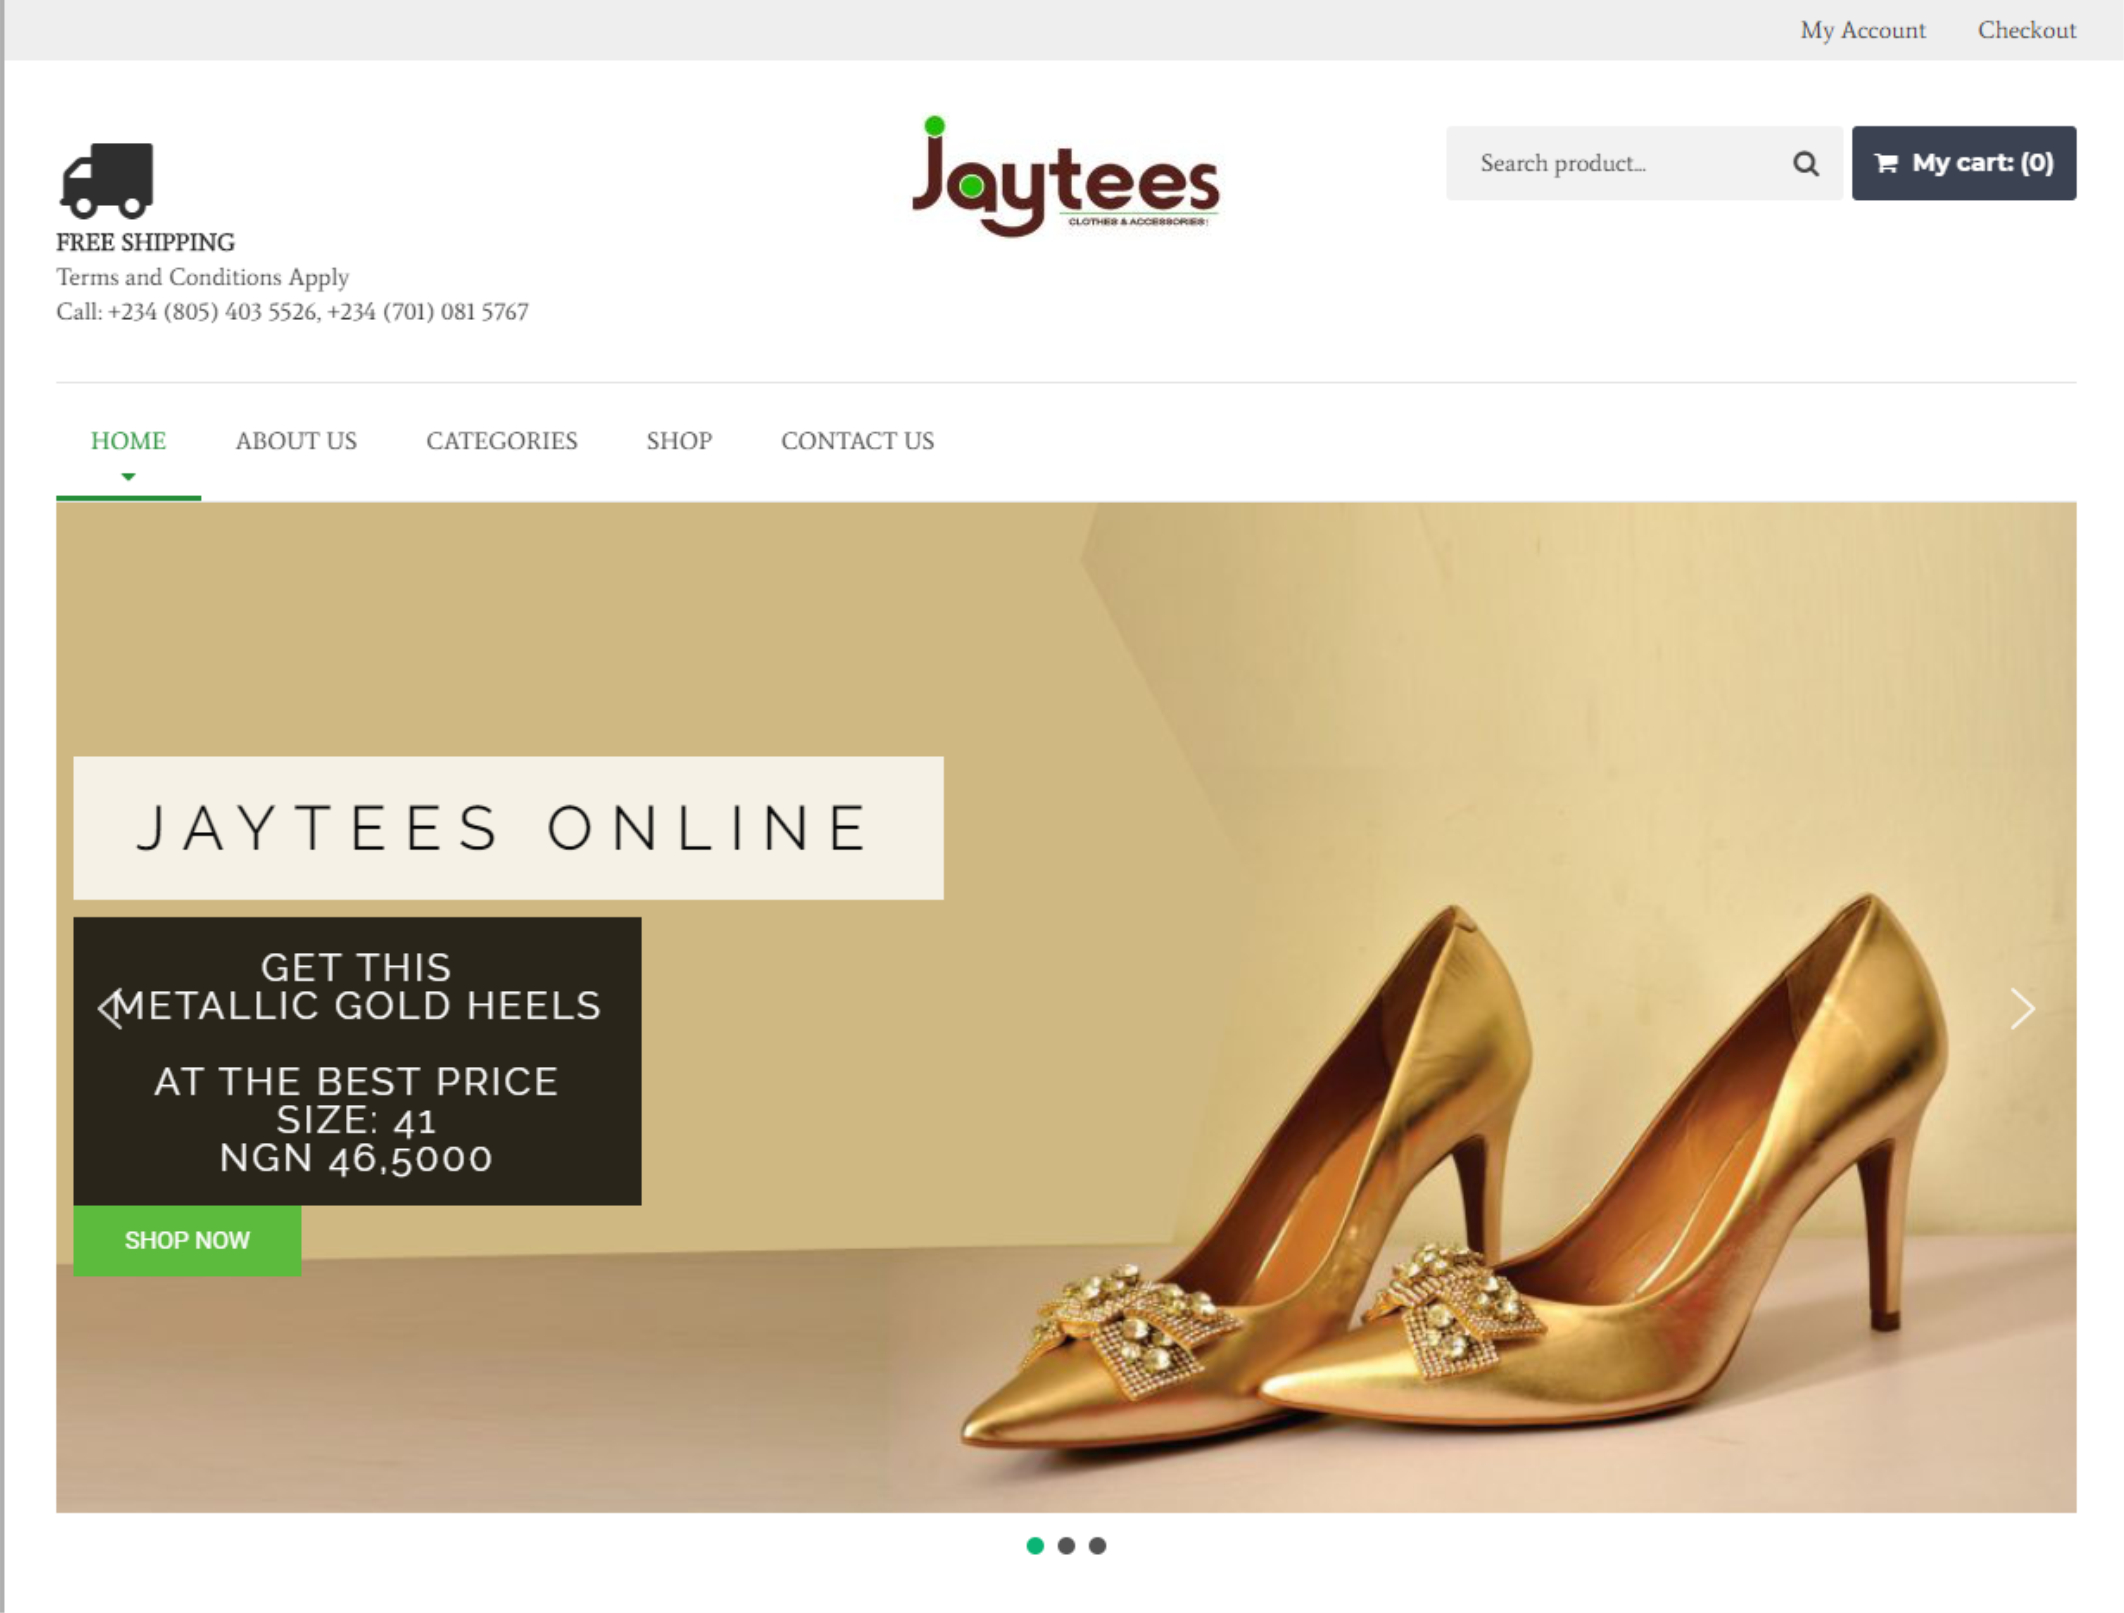 My Account Checkout
Jaytees
CLOTHES & ACCESSORIES!
Search product...
My cart: (0)
FREE SHIPPING
Terms and Conditions Apply
Call: +234 (805) 403 5526, +234 (701) 081 5767
HOME ABOUT US CATEGORIES SHOP CONTACT US
JAYTEES ONLINE
GET THIS
METALLIC GOLD HEELS
AT THE BEST PRICE
SIZE: 41
NGN 46,5000
SHOP NOW